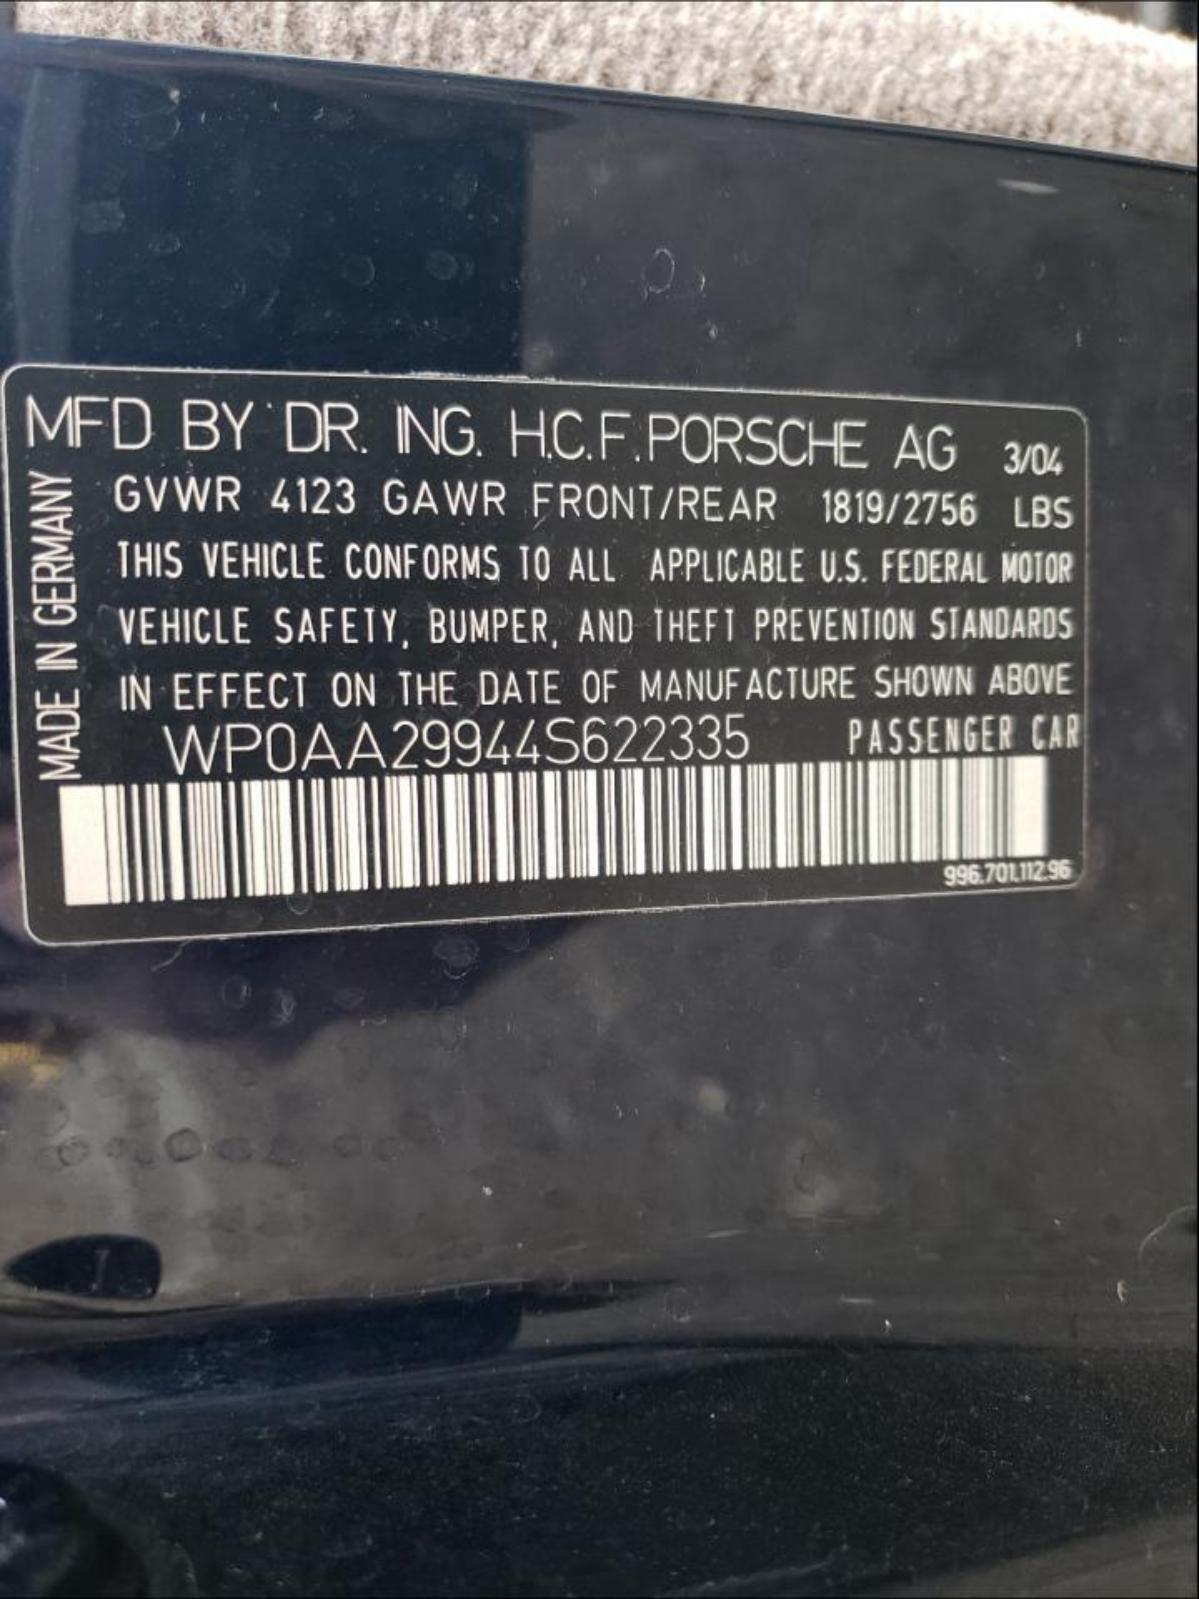 MFD BY DR. ING. H.C.F. PORSCHE AG 3/04
GVWR 4123 GAWR FRONT/REAR 1819/2756 LBS
THIS VEHICLE CONFORMS TO ALL APPLICABLE U.S. FEDERAL MOTOR
VEHICLE SAFETY, BUMPER, AND THEFT PREVENTION STANDARDS
IN EFFECT ON THE DATE OF MANUFACTURE SHOWN ABOVE
WP0AA29944S622335 PASSENGER CAR
996.701.112.96
MADE IN GERMANY